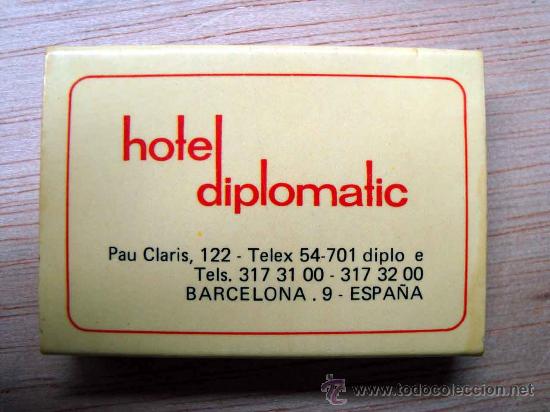 hotel
diplomatic
Pau Claris, 122 - Telex 54-701 diplo e
Tels. 317 31 00 - 317 32 00
BARCELONA . 9 - ESPAÑA
www.todocoleccion.net